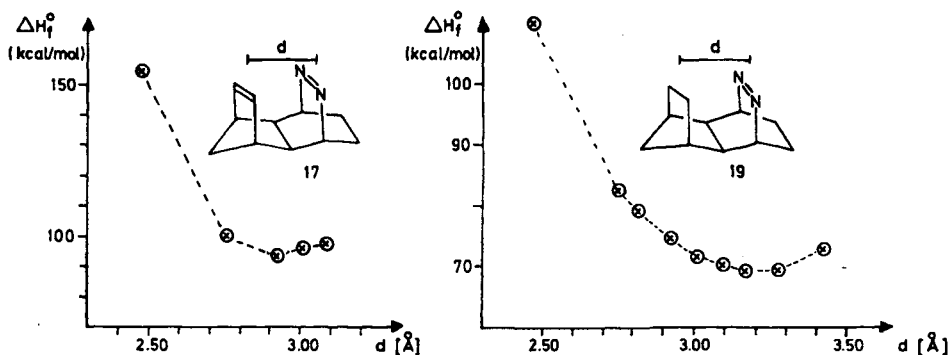 ΔH°f
(kcal/mol)
150
100
d
N
N
17
2.50
3.00
d [Å]
ΔH°f
(kcal/mol)
100
90
70
d
N
N
19
2.50
3.00
3.50
d [Å]